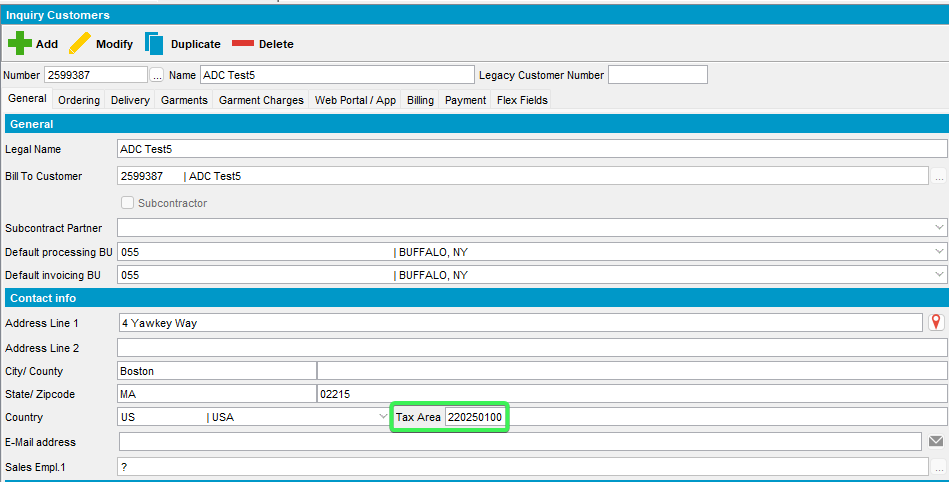 Inquiry Customers
Add Modify Duplicate Delete
Number 2599387 ... Name ADC Test5 Legacy Customer Number
General Ordering Delivery Garments Garment Charges Web Portal / App Billing Payment Flex Fields
General
Legal Name ADC Test5
Bill To Customer 2599387 | ADC Test5 ...
Subcontractor
Subcontract Partner
Default processing BU 055 | BUFFALO, NY
Default invoicing BU 055 | BUFFALO, NY
Contact info
Address Line 1 4 Yawkey Way
Address Line 2
City/ County Boston
State/ Zipcode MA 02215
Country US | USA Tax Area 220250100
E-Mail address
Sales Empl.1 ? ...